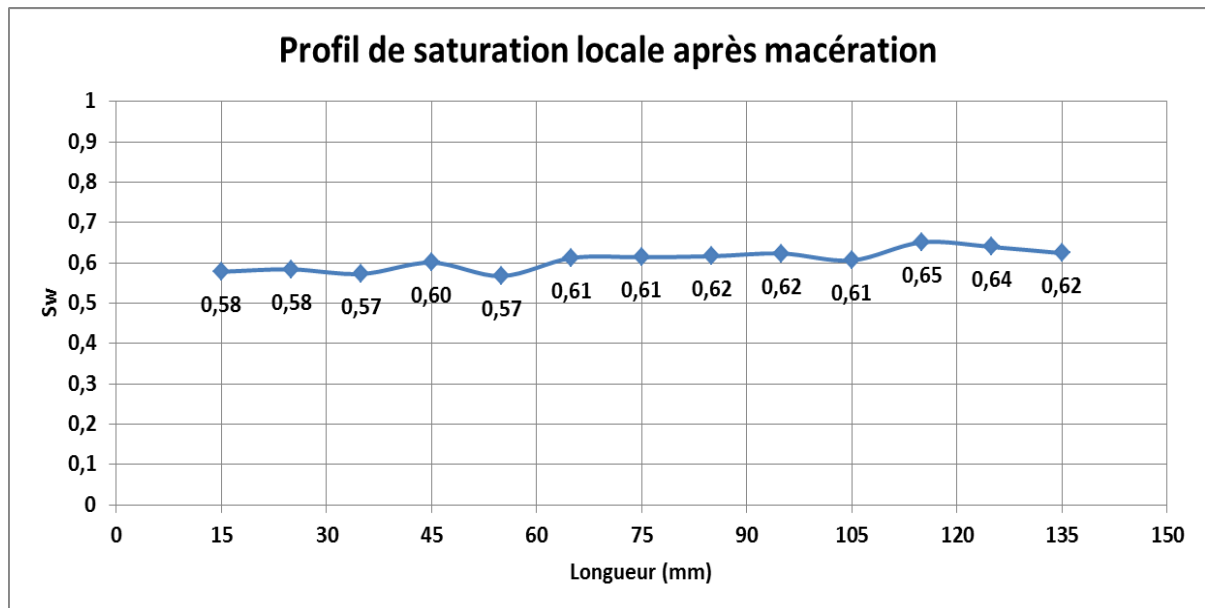 Profil de saturation locale après macération
1
0,9
0,8
0,7
0,6
0,5
0,4
0,3
0,2
0,1
0
Sw
0,58 0,58 0,57 0,60 0,57 0,61 0,61 0,62 0,62 0,61 0,65 0,64 0,62
0 15 30 45 60 75 90 105 120 135 150
Longueur (mm)